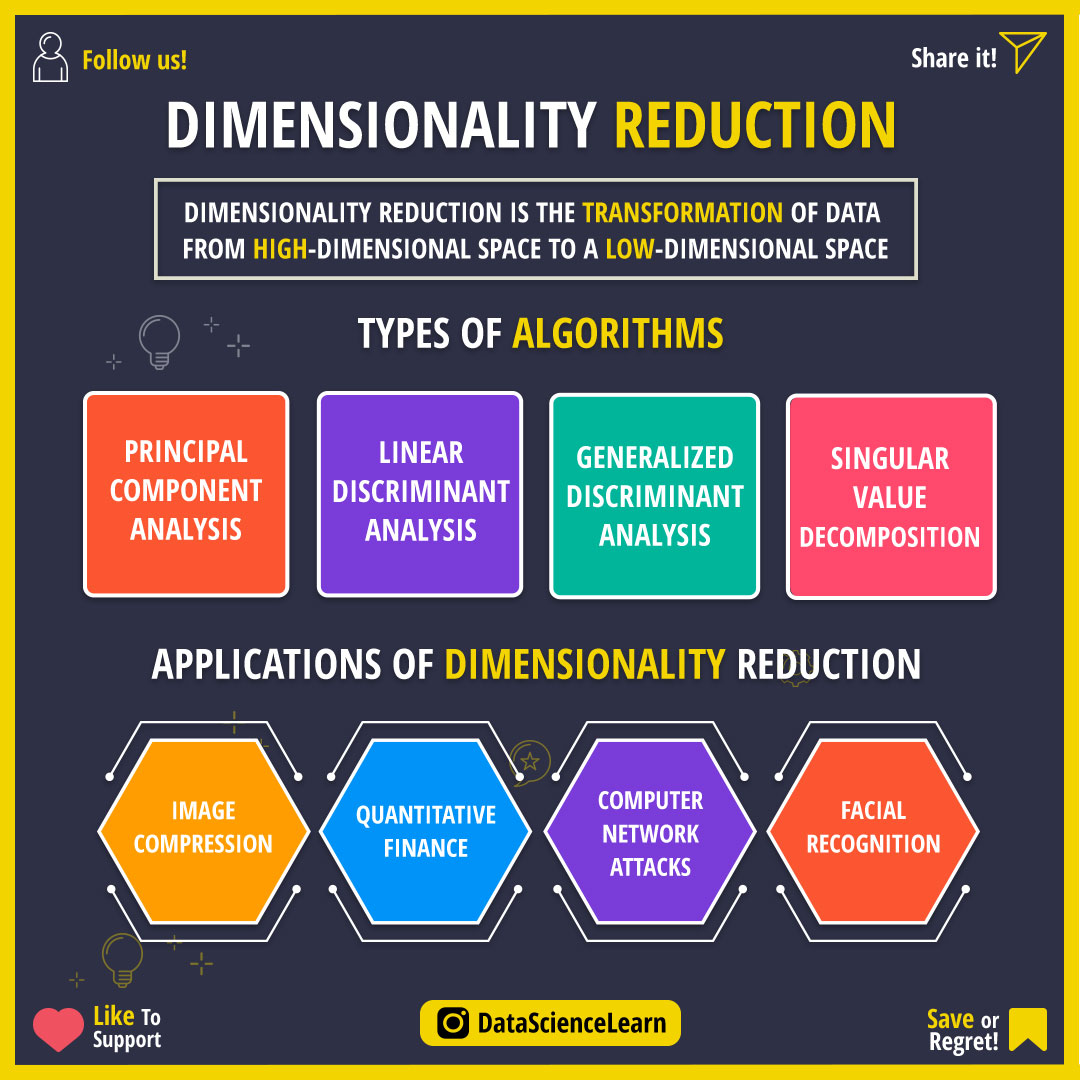 Follow us!
Share it!
DIMENSIONALITY REDUCTION
DIMENSIONALITY REDUCTION IS THE TRANSFORMATION OF DATA
FROM HIGH-DIMENSIONAL SPACE TO A LOW-DIMENSIONAL SPACE
TYPES OF ALGORITHMS
PRINCIPAL
COMPONENT
ANALYSIS
LINEAR
DISCRIMINANT
ANALYSIS
GENERALIZED
DISCRIMINANT
ANALYSIS
SINGULAR
VALUE
DECOMPOSITION
APPLICATIONS OF DIMENSIONALITY REDUCTION
IMAGE
COMPRESSION
QUANTITATIVE
FINANCE
COMPUTER
NETWORK
ATTACKS
FACIAL
RECOGNITION
Like To
Support
DataScienceLearn
Save or
Regret!